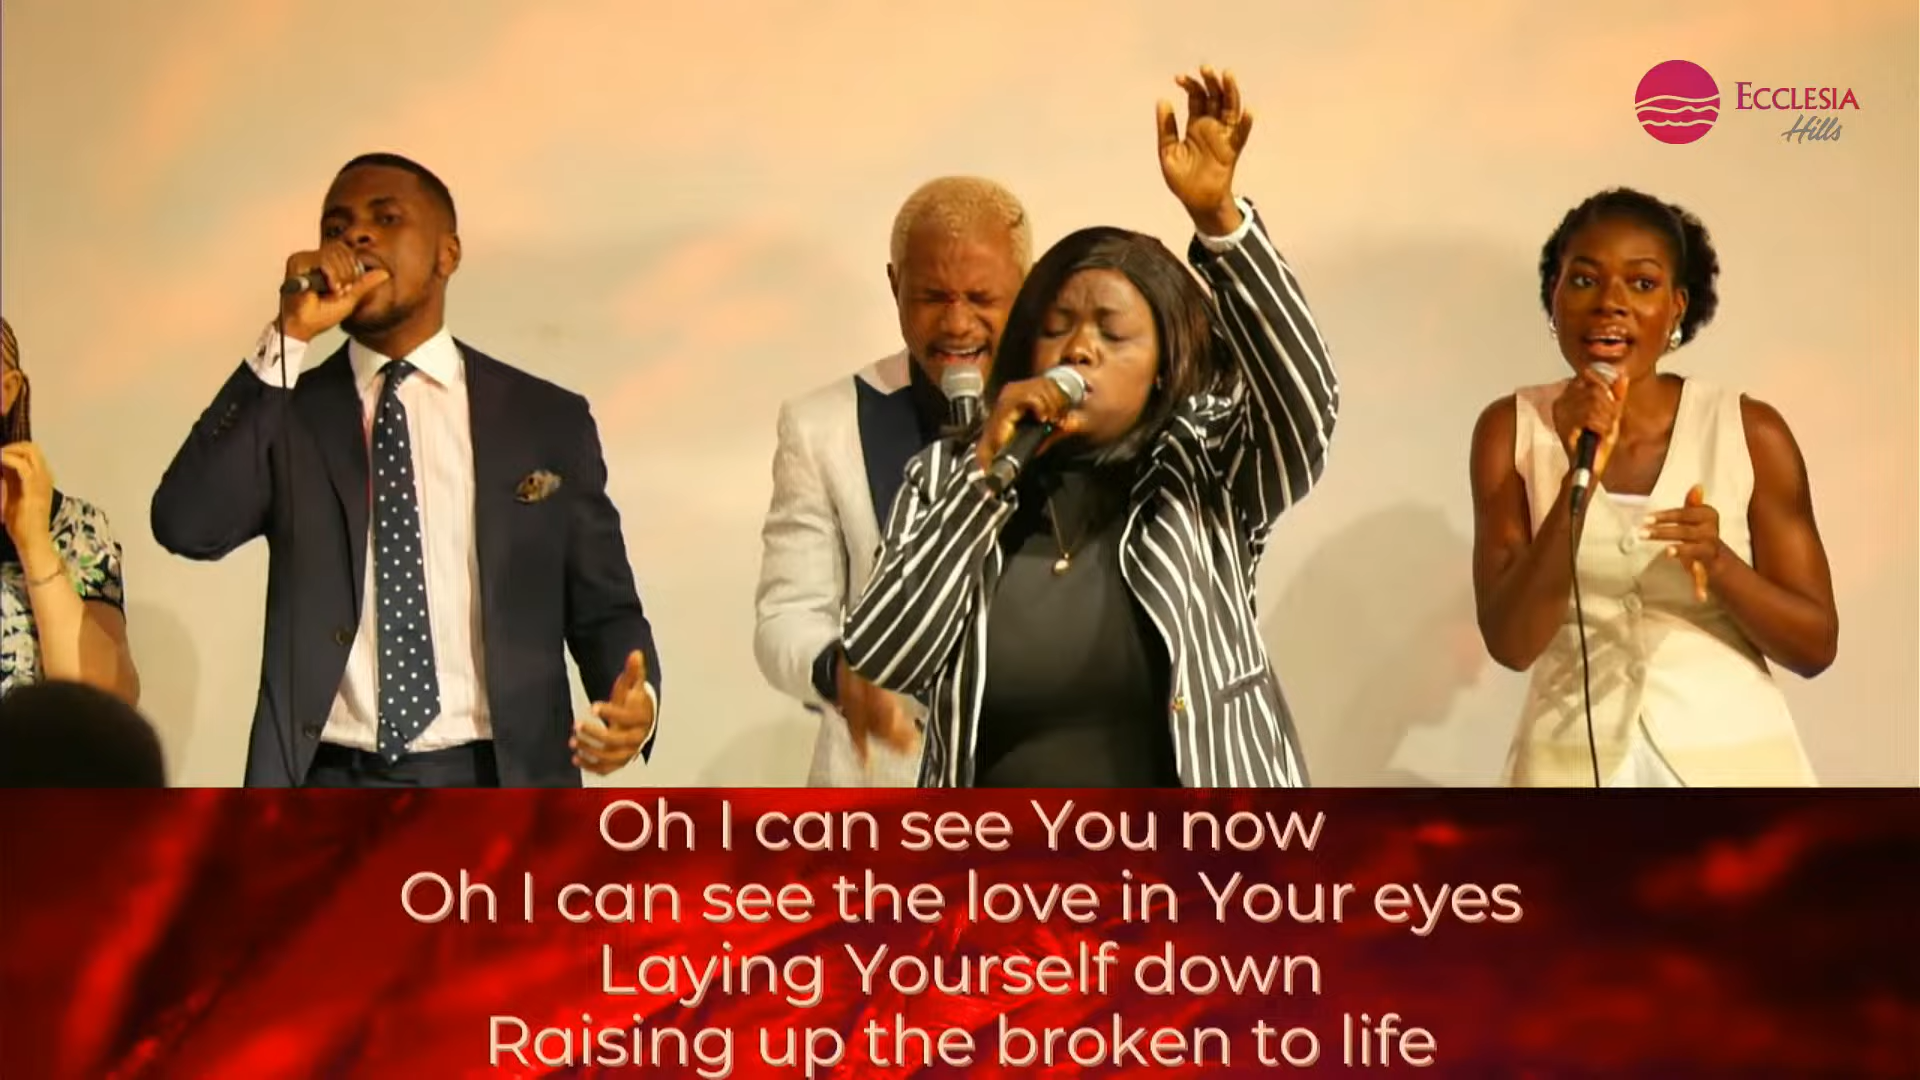 ECCLESIA
Hills
Oh I can see You now
Oh I can see the love in Your eyes
Laying Yourself down
Raising up the broken to life